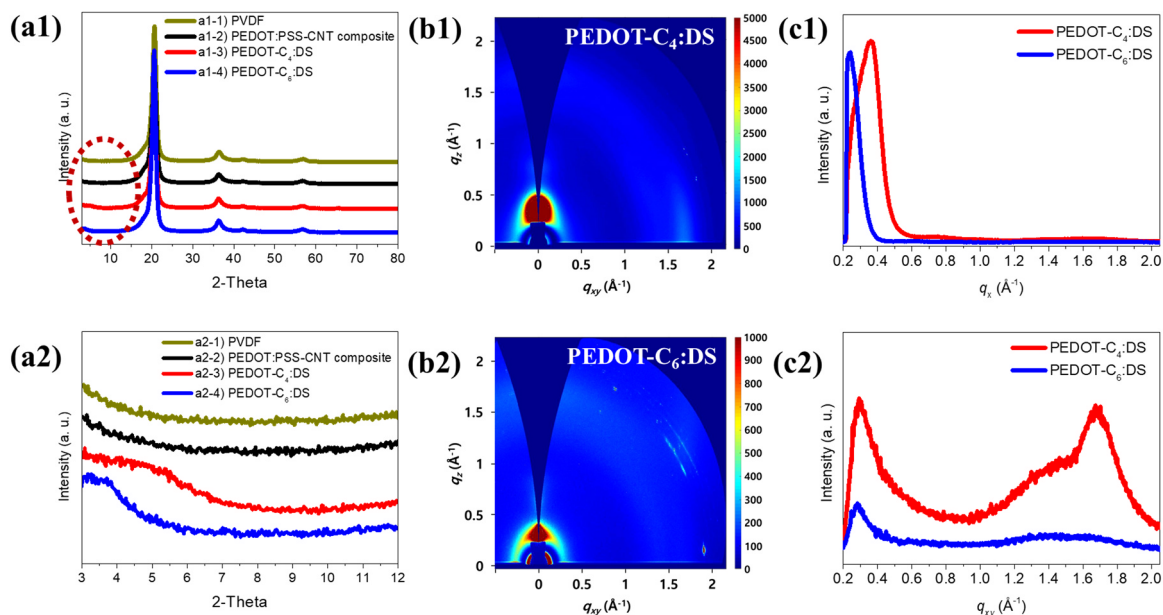 (a1)
a1-1) PVDF
a1-2) PEDOT:PSS-CNT composite
a1-3) PEDOT-C₄:DS
a1-4) PEDOT-C₆:DS
Intensity (a. u.)
10 20 30 40 50 60 70 80
2-Theta
(b1)
PEDOT-C₄:DS
qz (Å⁻¹)
2
1.5
1
0.5
0
0 0.5 1 1.5 2
qxy (Å⁻¹)
5000
4500
4000
3500
3000
2500
2000
1500
1000
500
0
(c1)
PEDOT-C₄:DS
PEDOT-C₆:DS
Intensity (a. u.)
0.2 0.4 0.6 0.8 1.0 1.2 1.4 1.6 1.8 2.0
qx (Å⁻¹)
(a2)
a2-1) PVDF
a2-2) PEDOT:PSS-CNT composite
a2-3) PEDOT-C₄:DS
a2-4) PEDOT-C₆:DS
Intensity (a. u.)
3 4 5 6 7 8 9 10 11 12
2-Theta
(b2)
PEDOT-C₆:DS
qz (Å⁻¹)
2
1.5
1
0.5
0
0 0.5 1 1.5 2
qxy (Å⁻¹)
1000
900
800
700
600
500
400
300
200
100
0
(c2)
PEDOT-C₄:DS
PEDOT-C₆:DS
Intensity (a. u.)
0.2 0.4 0.6 0.8 1.0 1.2 1.4 1.6 1.8 2.0
qxy (Å⁻¹)